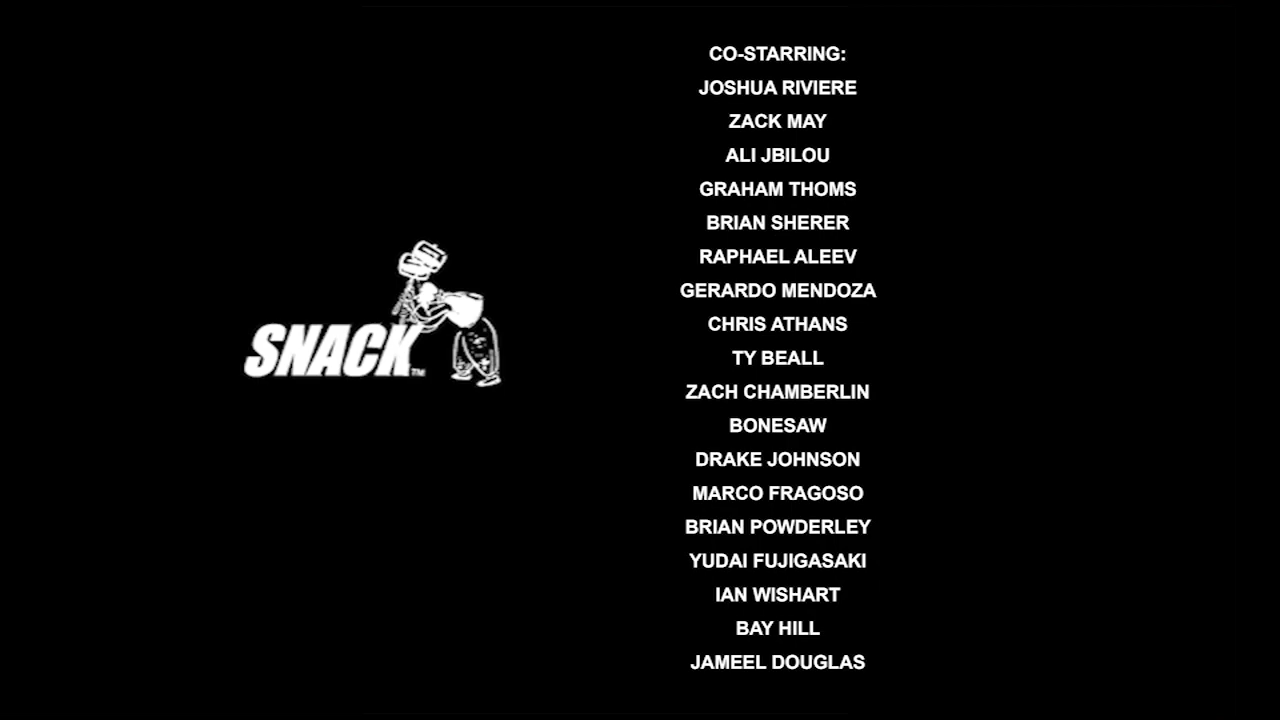 SNACK™
CO-STARRING:
JOSHUA RIVIERE
ZACK MAY
ALI JBILOU
GRAHAM THOMS
BRIAN SHERER
RAPHAEL ALEEV
GERARDO MENDOZA
CHRIS ATHANS
TY BEALL
ZACH CHAMBERLIN
BONESAW
DRAKE JOHNSON
MARCO FRAGOSO
BRIAN POWDERLEY
YUDAI FUJIGASAKI
IAN WISHART
BAY HILL
JAMEEL DOUGLAS